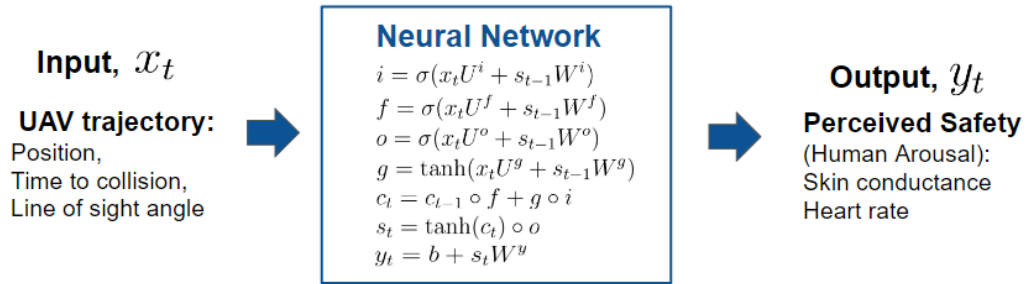 Input, x_t
UAV trajectory:
Position,
Time to collision,
Line of sight angle
Neural Network
i = σ(x_t U^i + s_{t-1} W^i)
f = σ(x_t U^f + s_{t-1} W^f)
o = σ(x_t U^o + s_{t-1} W^o)
g = tanh(x_t U^g + s_{t-1} W^g)
c_t = c_{t-1} ∘ f + g ∘ i
s_t = tanh(c_t) ∘ o
y_t = b + s_t W^y
Output, y_t
Perceived Safety
(Human Arousal):
Skin conductance
Heart rate